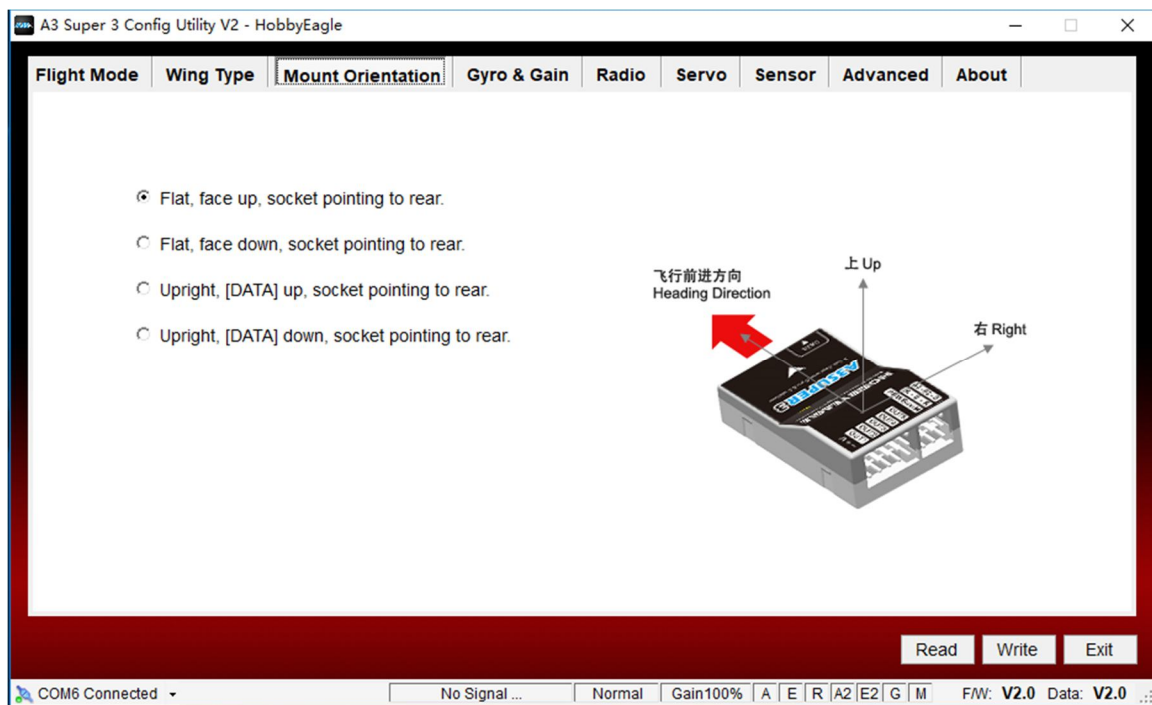 A3 Super 3 Config Utility V2 - HobbyEagle
Flight Mode Wing Type Mount Orientation Gyro & Gain Radio Servo Sensor Advanced About
Flat, face up, socket pointing to rear.
Flat, face down, socket pointing to rear.
Upright, [DATA] up, socket pointing to rear.
Upright, [DATA] down, socket pointing to rear.
飞行前进方向
Heading Direction
上 Up
右 Right
DATA
A3SUPER3
Read Write Exit
COM6 Connected No Signal ... Normal Gain100% A E R A2 E2 G M F/W: V2.0 Data: V2.0